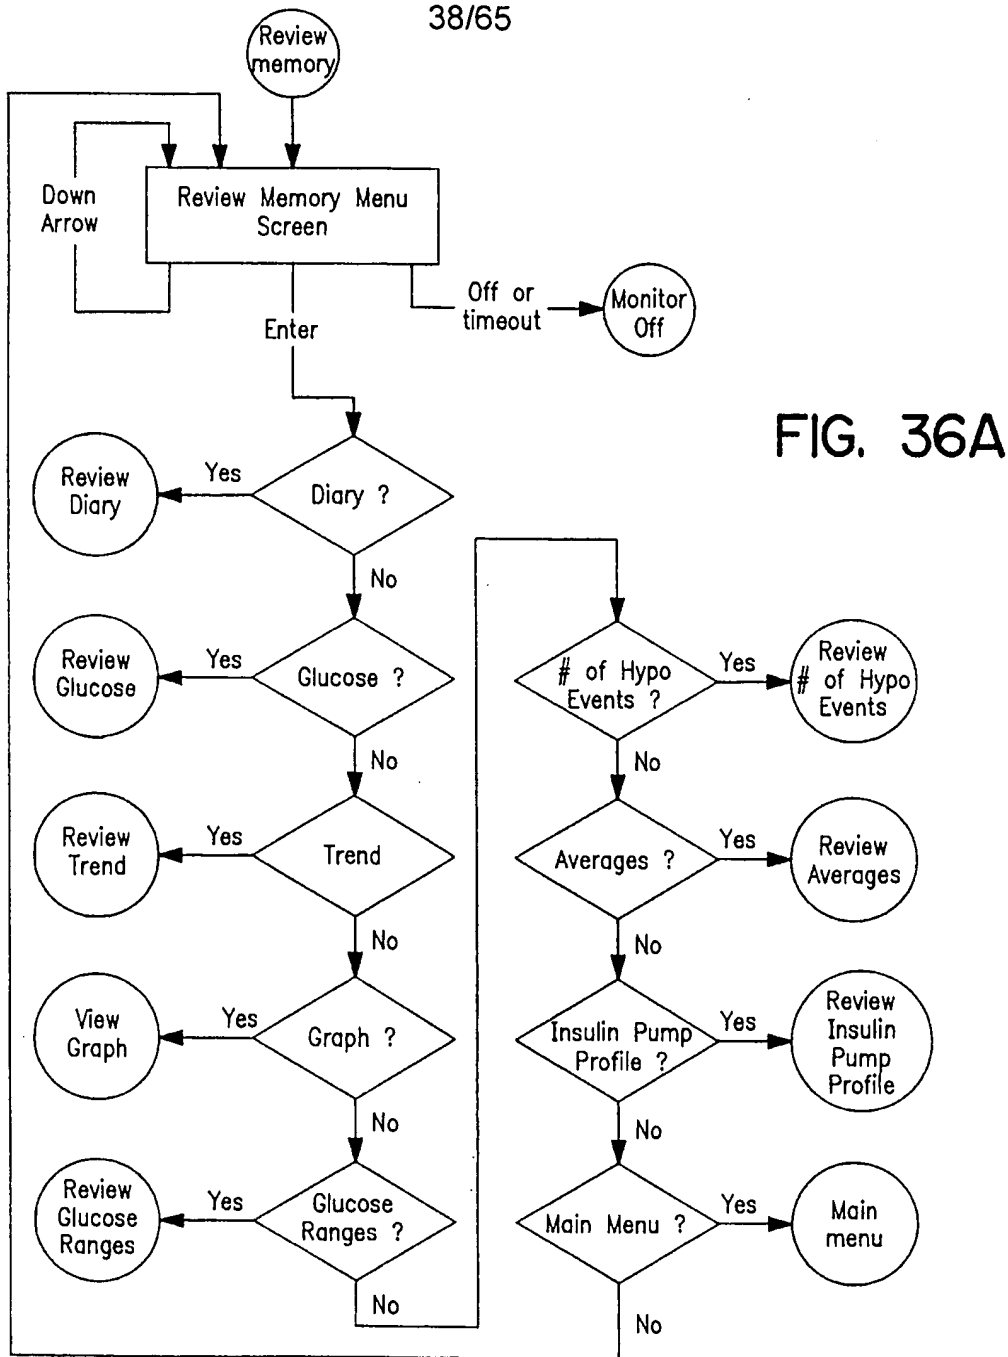 38/65
Review
memory
Review Memory Menu
Screen
Down
Arrow
Off or
timeout
Monitor
Off
Enter
FIG. 36A
Diary ?
Yes
Review
Diary
No
Glucose ?
Yes
Review
Glucose
No
Trend
Yes
Review
Trend
No
Graph ?
Yes
View
Graph
No
Glucose
Ranges ?
Yes
Review
Glucose
Ranges
No
# of Hypo
Events ?
Yes
Review
# of Hypo
Events
No
Averages ?
Yes
Review
Averages
No
Insulin Pump
Profile ?
Yes
Review
Insulin
Pump
Profile
No
Main Menu ?
Yes
Main
menu
No